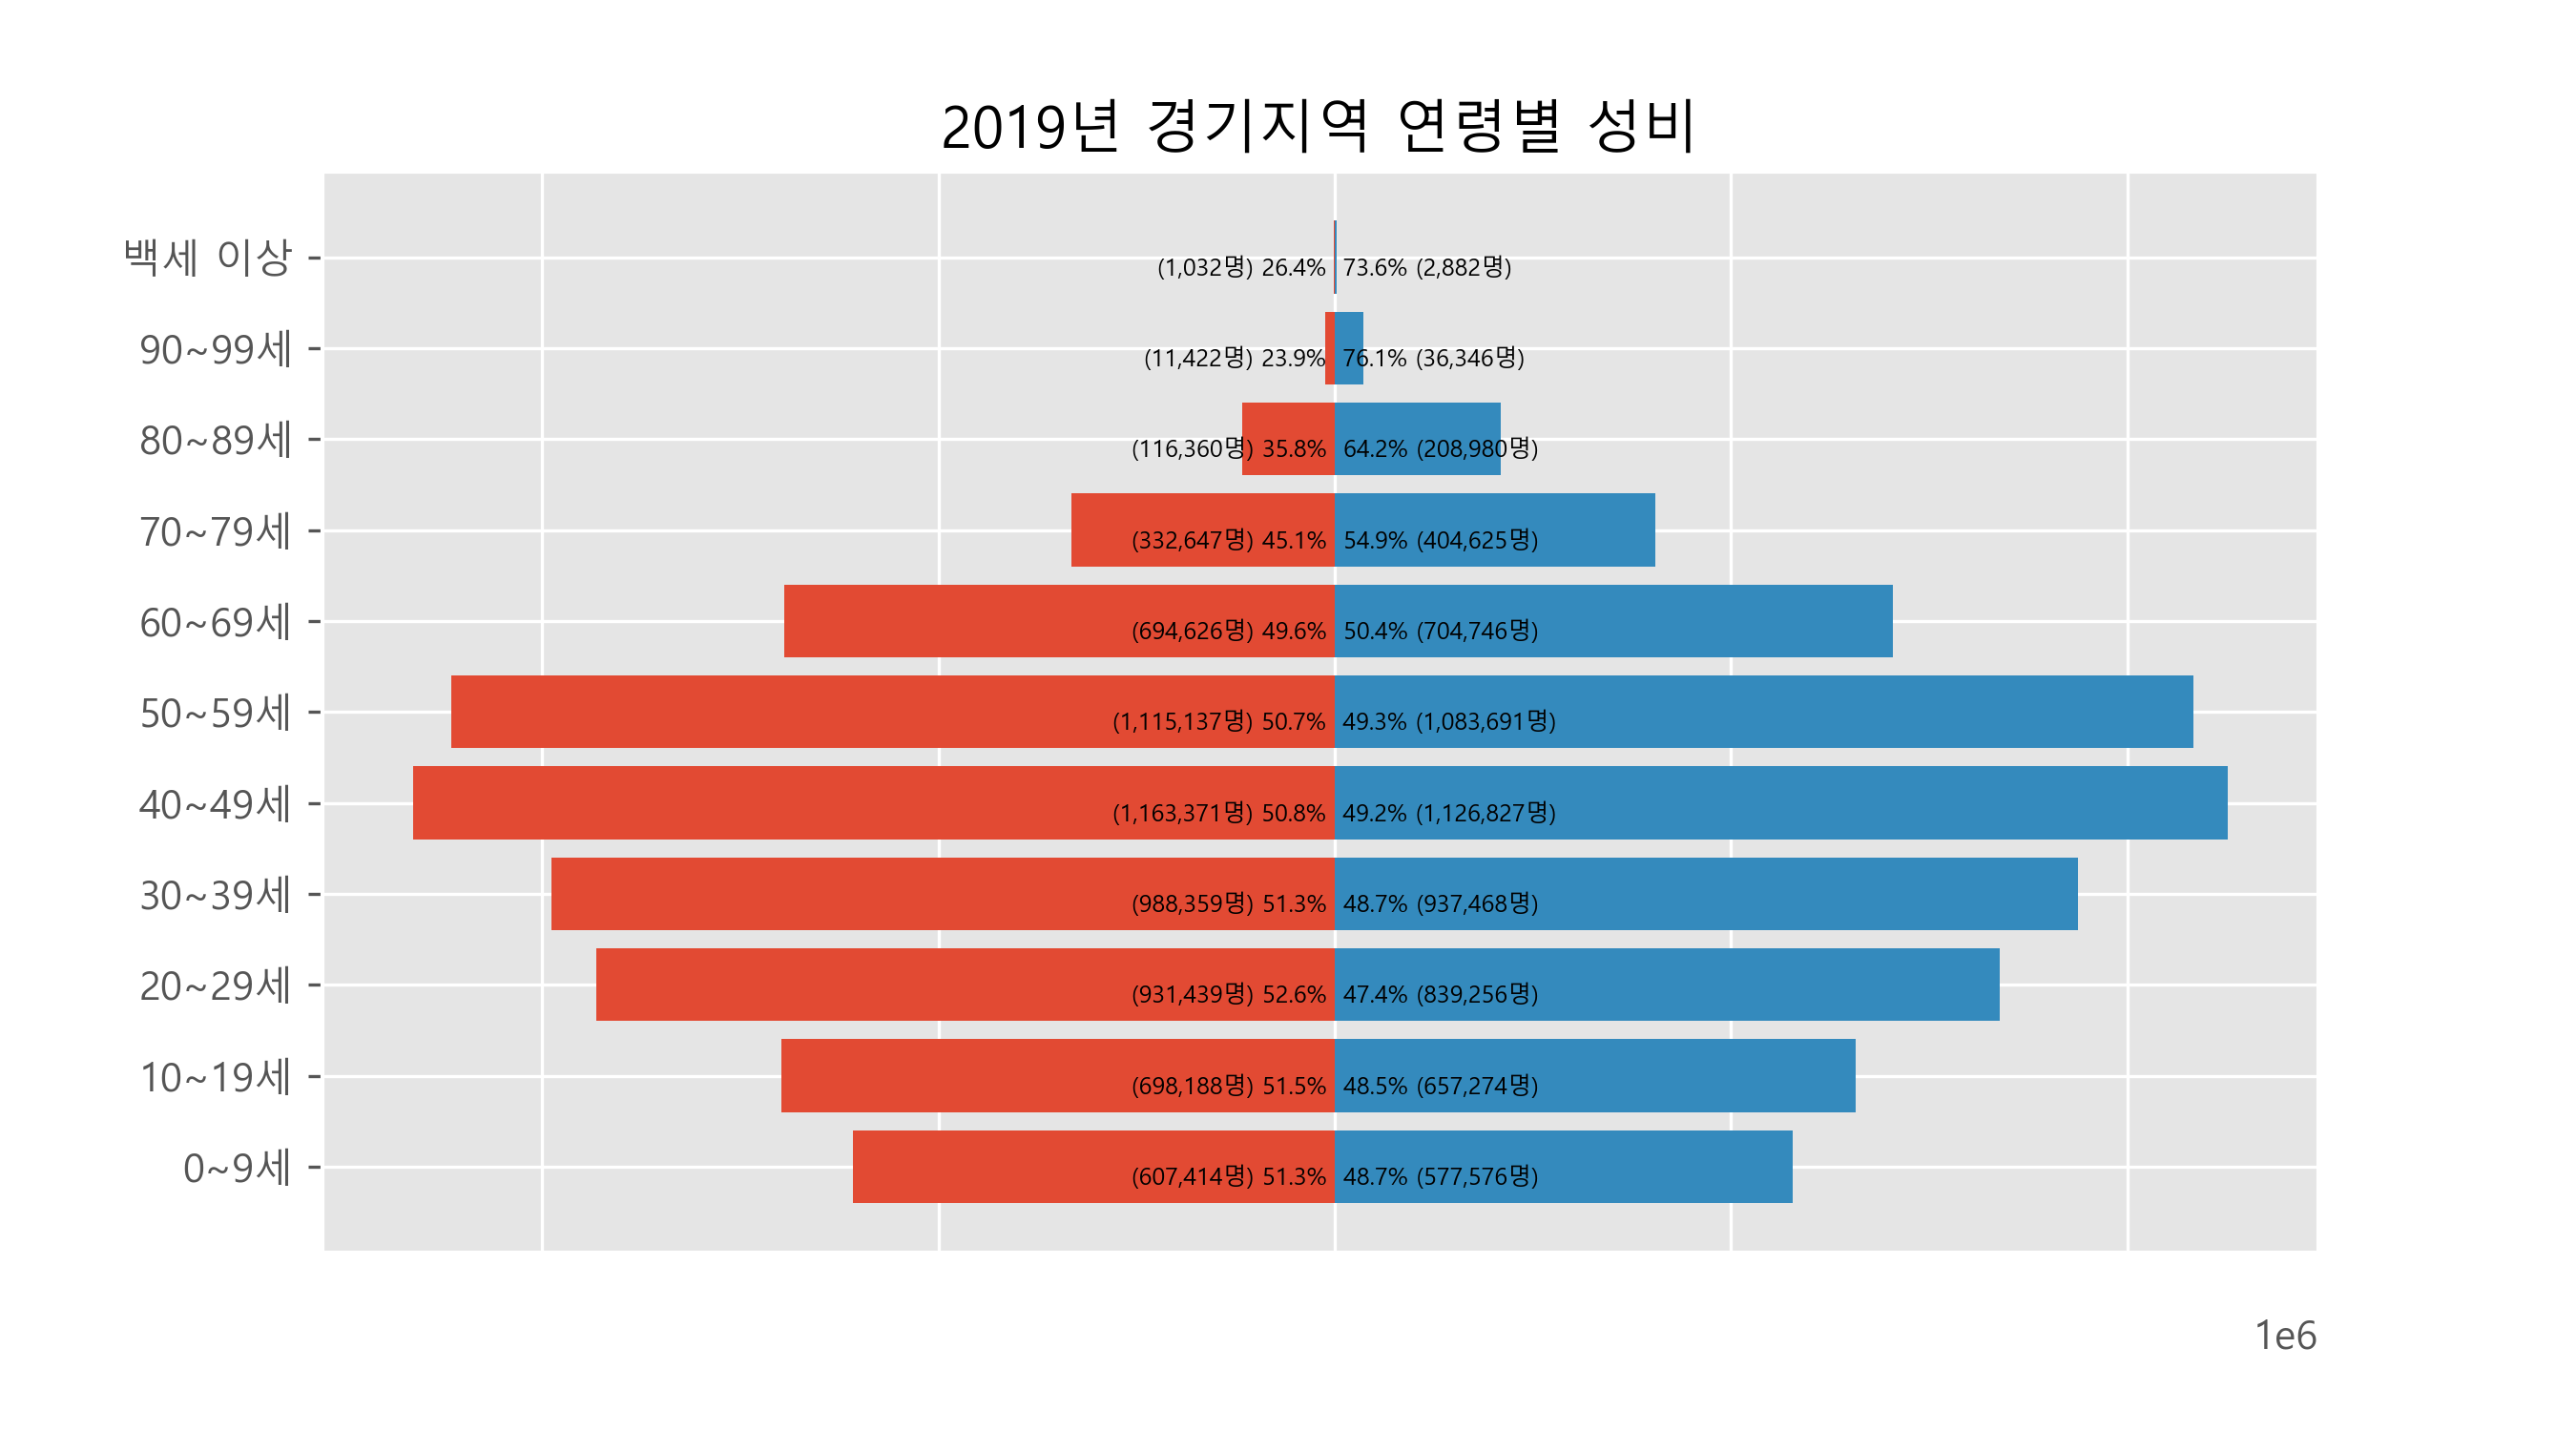 2019년 경기지역 연령별 성비
백세 이상 (1,032명) 26.4% 73.6% (2,882명)
90~99세 (11,422명) 23.9% 76.1% (36,346명)
80~89세 (116,360명) 35.8% 64.2% (208,980명)
70~79세 (332,647명) 45.1% 54.9% (404,625명)
60~69세 (694,626명) 49.6% 50.4% (704,746명)
50~59세 (1,115,137명) 50.7% 49.3% (1,083,691명)
40~49세 (1,163,371명) 50.8% 49.2% (1,126,827명)
30~39세 (988,359명) 51.3% 48.7% (937,468명)
20~29세 (931,439명) 52.6% 47.4% (839,256명)
10~19세 (698,188명) 51.5% 48.5% (657,274명)
0~9세 (607,414명) 51.3% 48.7% (577,576명)
1e6